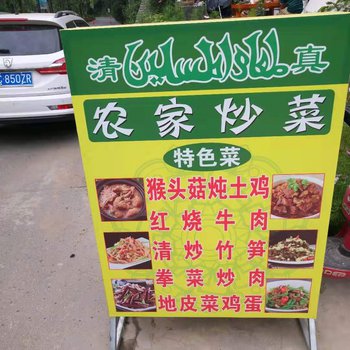 清 真
农家炒菜
特色菜
猴头菇炖土鸡
红烧牛肉
清炒竹笋
拳菜炒肉
地皮菜鸡蛋
850ZR